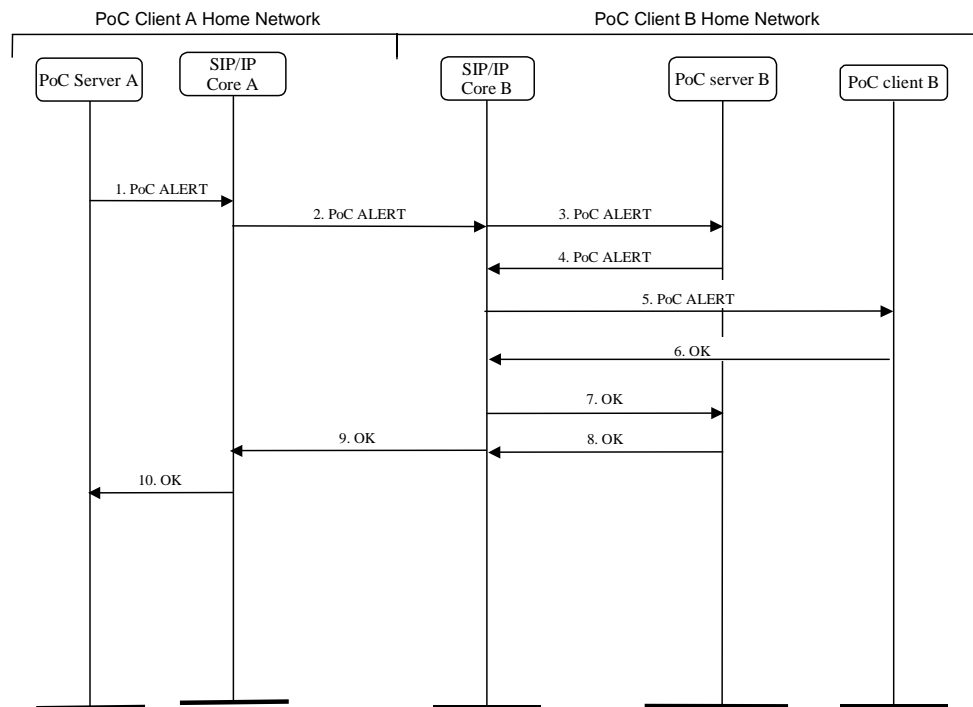 PoC Client A Home Network
PoC Client B Home Network
PoC Server A
SIP/IP
Core A
SIP/IP
Core B
PoC server B
PoC client B
1. PoC ALERT
2. PoC ALERT
3. PoC ALERT
4. PoC ALERT
5. PoC ALERT
6. OK
7. OK
8. OK
9. OK
10. OK